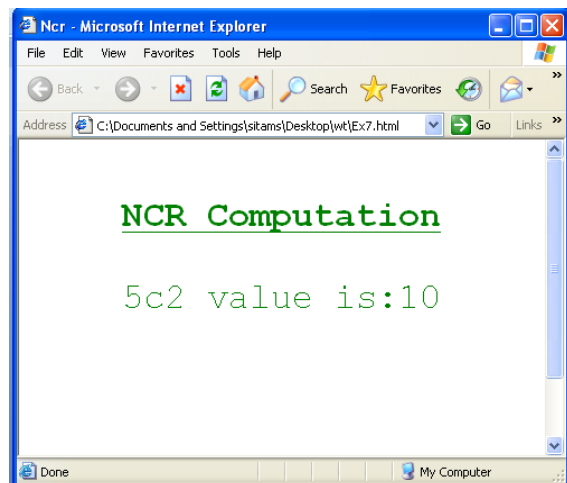 Ncr - Microsoft Internet Explorer
File Edit View Favorites Tools Help
Back Search Favorites »
Address C:\Documents and Settings\sitams\Desktop\wt\Ex7.html Go Links »
NCR Computation
5c2 value is:10
Done My Computer